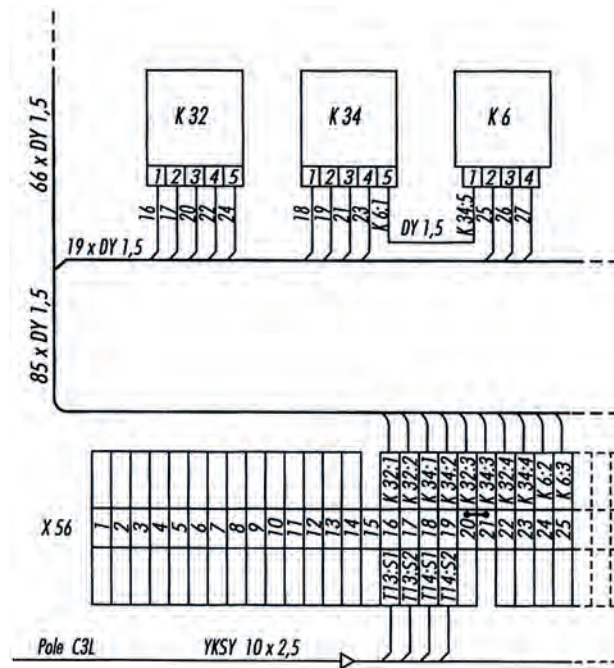 66 x DY 1,5
K 32
K 34
K 6
1 2 3 4 5
1 2 3 4 5
1 2 3 4
16 17 20 22 24
18 19 21 23 K 6:1
DY 1,5
K 34:5 25 26 27
19 x DY 1,5
85 x DY 1,5
K 32:1 K 32:2 K 34:1 K 34:2 K 32:3 K 34:3 K 32:4 K 34:4 K 6:2 K 6:3
X 56
1 2 3 4 5 6 7 8 9 10 11 12 13 14 15 16 17 18 19 20 21 22 23 24 25
T13:S1 T13:S2 T14:S1 T14:S2
Pole C3L
YKSY 10 x 2,5